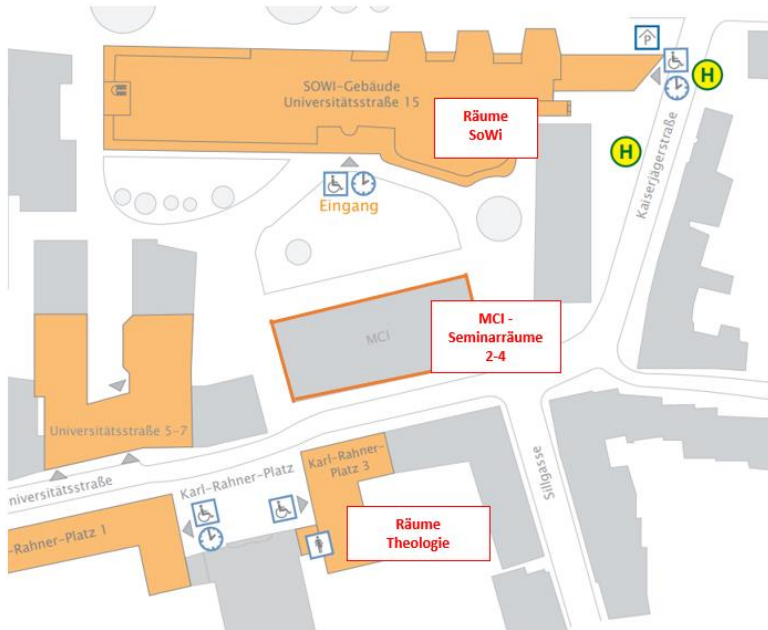 P
H
SOWI-Gebäude
Universitätsstraße 15
Räume
SoWi
H
Kaiserjägerstraße
Eingang
MCI
MCI -
Seminarräume
2-4
Universitätsstraße 5-7
Universitätsstraße
Karl-Rahner-Platz
Karl-Rahner-
Platz 3
Sillgasse
Räume
Theologie
l-Rahner-Platz 1